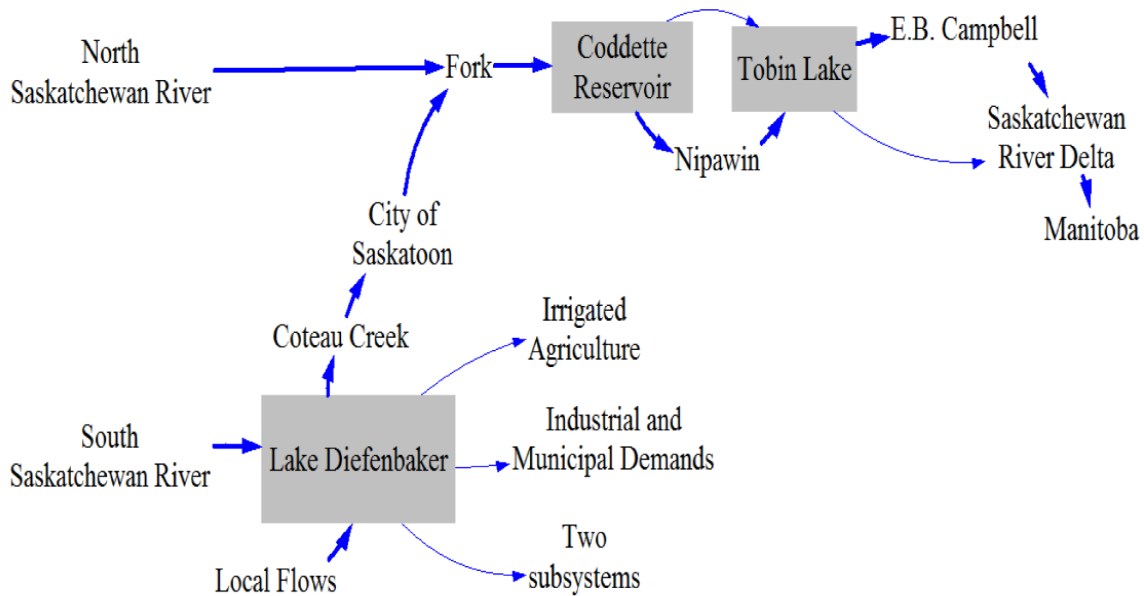 North
Saskatchewan River
Fork
Coddette
Reservoir
Tobin Lake
E.B. Campbell
Nipawin
Saskatchewan
River Delta
Manitoba
City of
Saskatoon
Coteau Creek
Irrigated
Agriculture
South
Saskatchewan River
Lake Diefenbaker
Industrial and
Municipal Demands
Local Flows
Two
subsystems